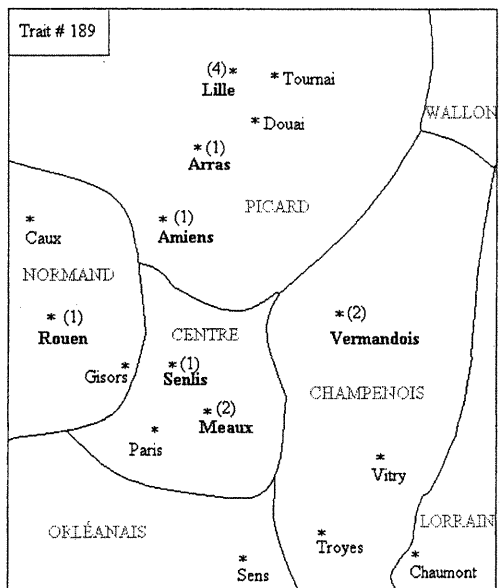 Trait # 189
* (4)
Lille
* Tournai
WALLON
* Douai
* (1)
Arras
PICARD
* (1)
Amiens
*
Caux
NORMAND
* (1)
Rouen
CENTRE
* (2)
Vermandois
* (1)
Senlis
Gisors *
CHAMPENOIS
* (2)
Meaux
*
Paris
*
Vitry
ORLÉANAIS
LORRAIN
*
Troyes
*
Sens
*
Chaumont